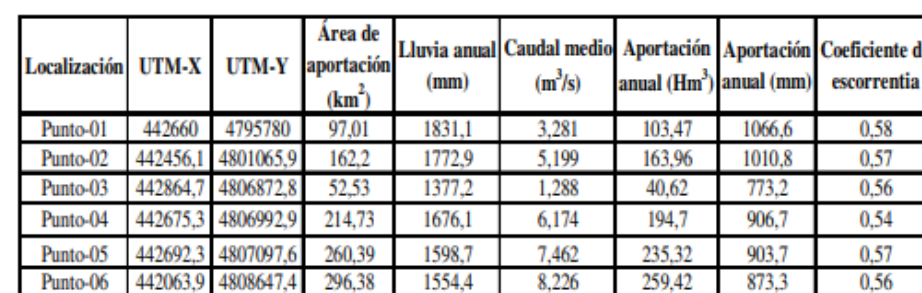 Localización | UTM-X | UTM-Y | Área de aportación (km²) | Lluvia anual (mm) | Caudal medio (m³/s) | Aportación anual (Hm³) | Aportación anual (mm) | Coeficiente d escorrentia
Punto-01 | 442660 | 4795780 | 97,01 | 1831,1 | 3,281 | 103,47 | 1066,6 | 0,58
Punto-02 | 442456,1 | 4801065,9 | 162,2 | 1772,9 | 5,199 | 163,96 | 1010,8 | 0,57
Punto-03 | 442864,7 | 4806872,8 | 52,53 | 1377,2 | 1,288 | 40,62 | 773,2 | 0,56
Punto-04 | 442675,3 | 4806992,9 | 214,73 | 1676,1 | 6,174 | 194,7 | 906,7 | 0,54
Punto-05 | 442692,3 | 4807097,6 | 260,39 | 1598,7 | 7,462 | 235,32 | 903,7 | 0,57
Punto-06 | 442063,9 | 4808647,4 | 296,38 | 1554,4 | 8,226 | 259,42 | 873,3 | 0,56